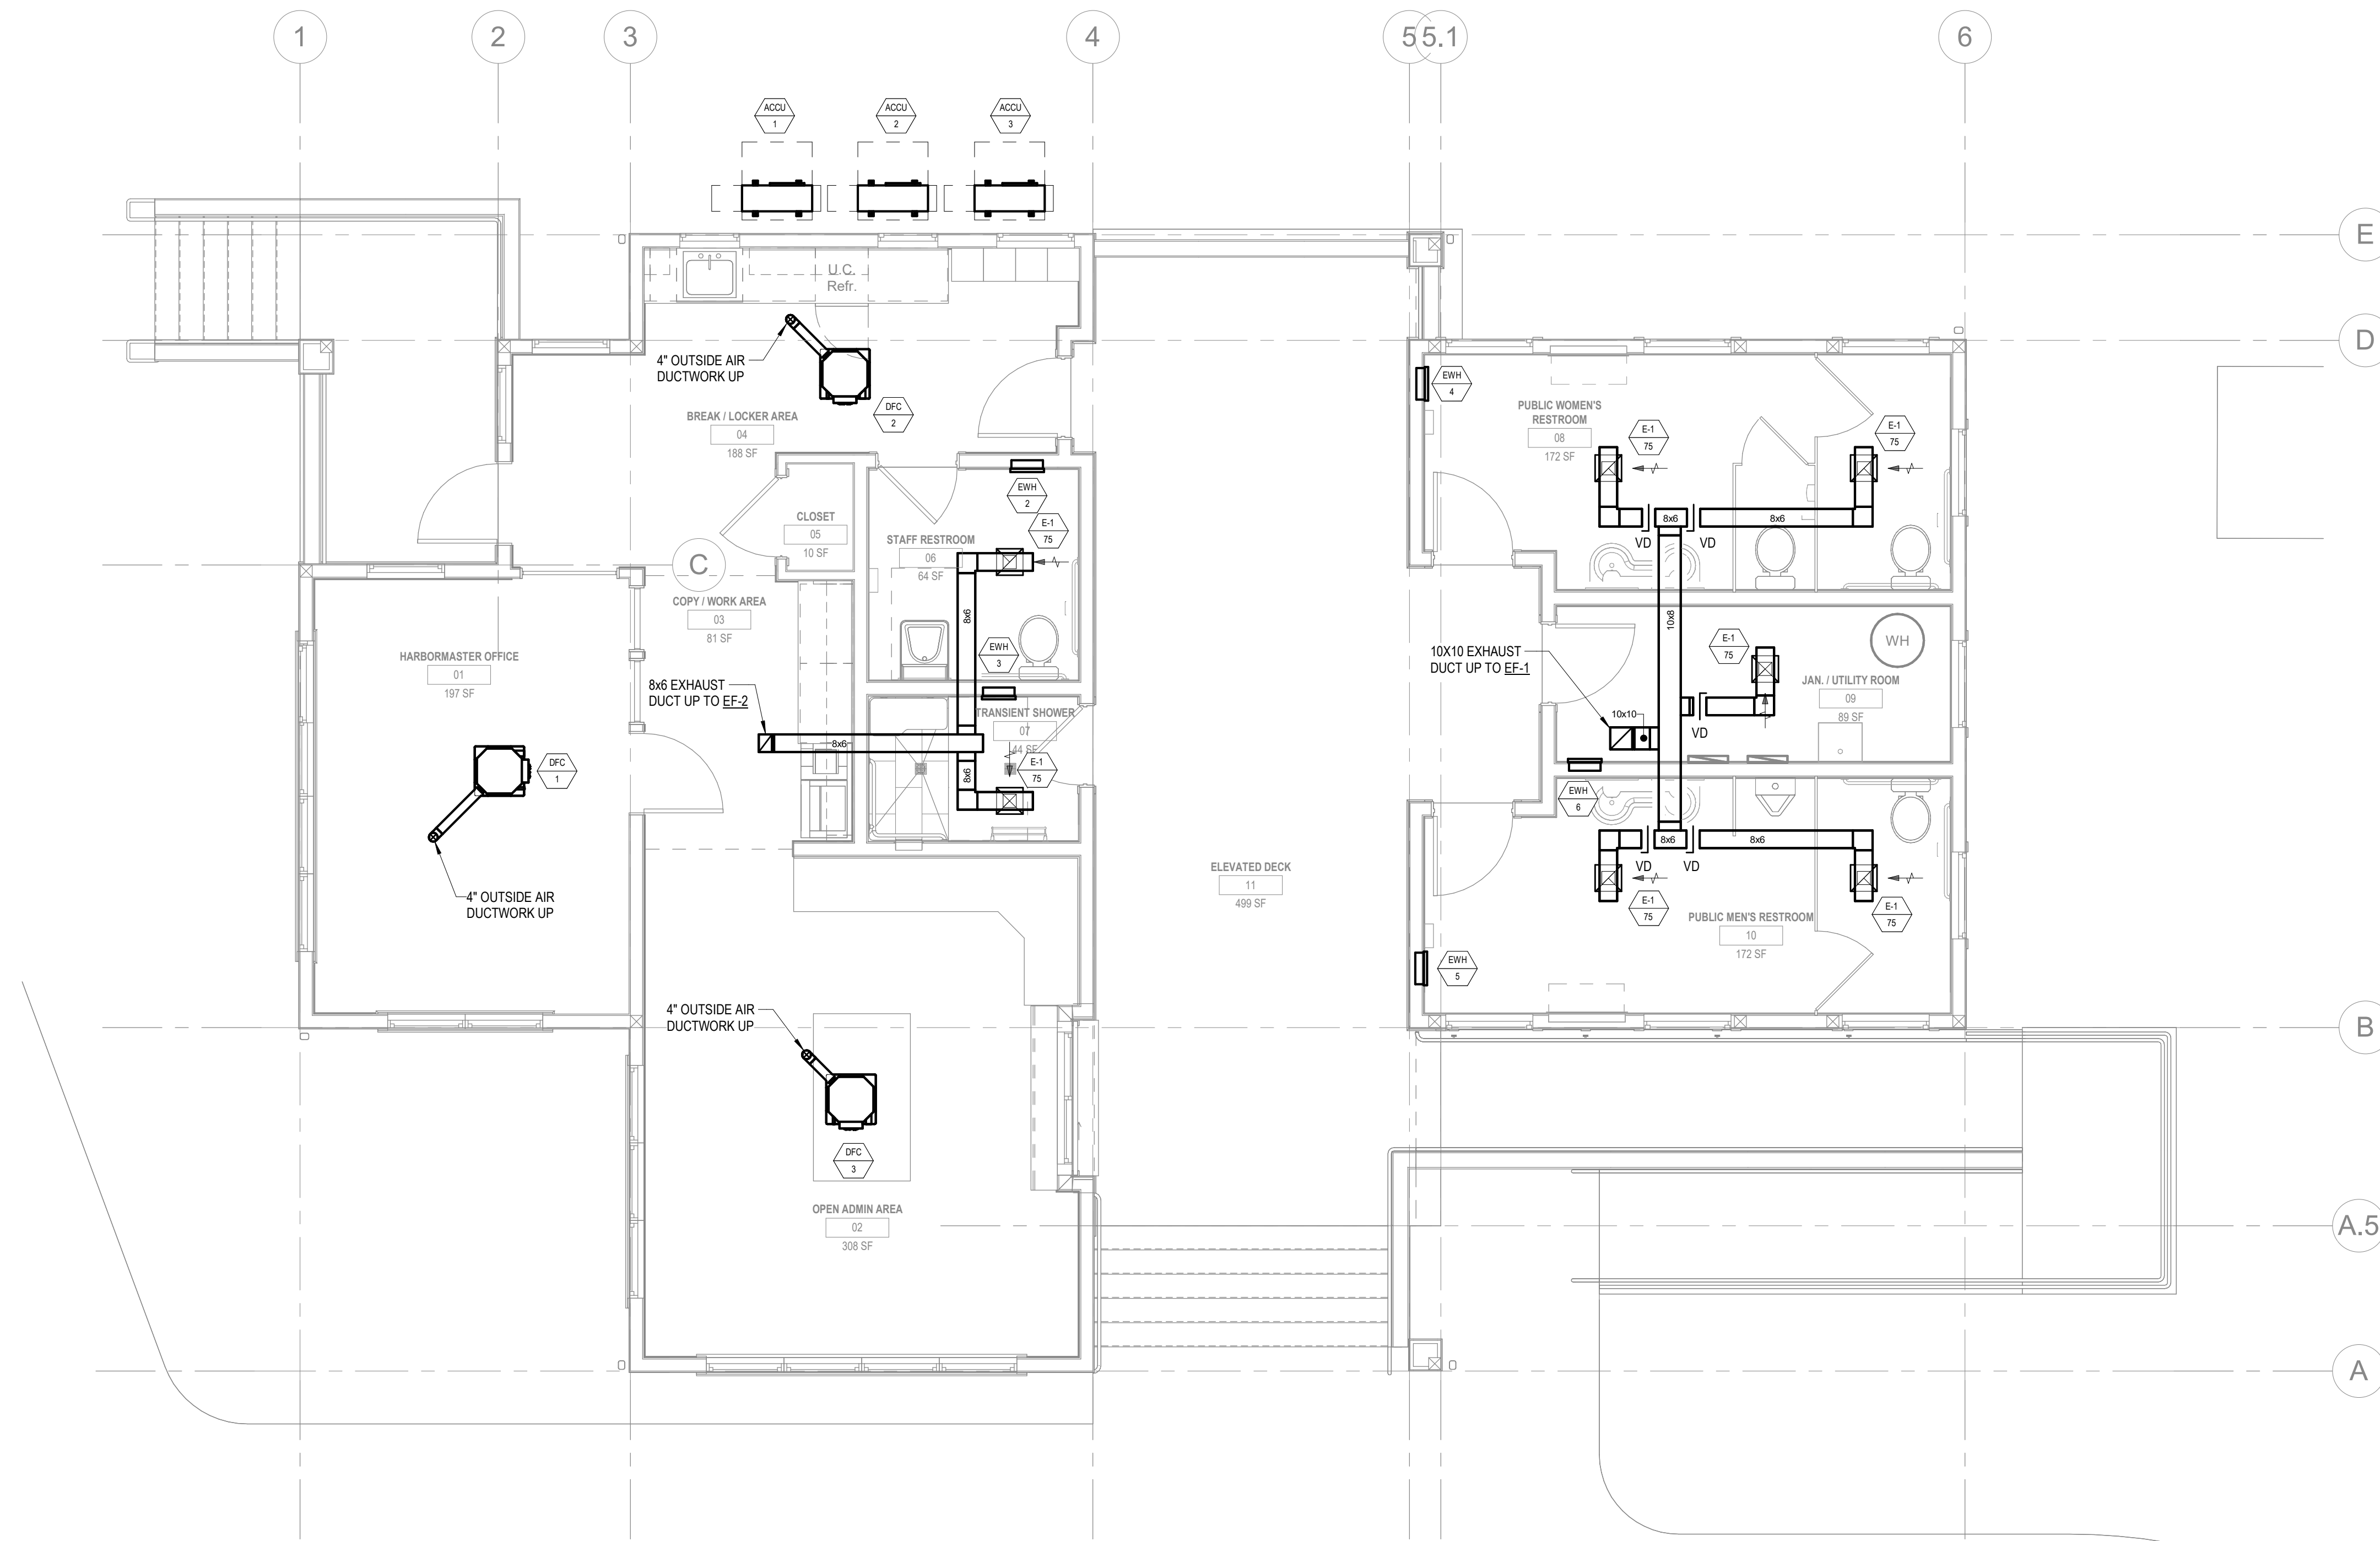 1
2
3
4
5
5.1
6
ACCU
1
ACCU
2
ACCU
3
E
D
C
B
A.5
A
U.C.
Refr.
4" OUTSIDE AIR
DUCTWORK UP
DFC
2
BREAK / LOCKER AREA
04
188 SF
EWH
2
E-1
75
CLOSET
05
10 SF
STAFF RESTROOM
06
64 SF
8x6
EWH
3
COPY / WORK AREA
03
81 SF
HARBORMASTER OFFICE
01
197 SF
8x6 EXHAUST
DUCT UP TO EF-2
8x6
TRANSIENT SHOWER
07
44 SF
E-1
75
8x6
DFC
1
4" OUTSIDE AIR
DUCTWORK UP
4" OUTSIDE AIR
DUCTWORK UP
DFC
3
OPEN ADMIN AREA
02
308 SF
ELEVATED DECK
11
499 SF
EWH
4
PUBLIC WOMEN'S
RESTROOM
08
172 SF
E-1
75
E-1
75
8x6
8x6
VD
VD
10x8
10X10 EXHAUST
DUCT UP TO EF-1
E-1
75
WH
JAN. / UTILITY ROOM
09
89 SF
10x10
VD
EWH
6
8x6
8x6
VD
VD
E-1
75
E-1
75
PUBLIC MEN'S RESTROOM
10
172 SF
EWH
5